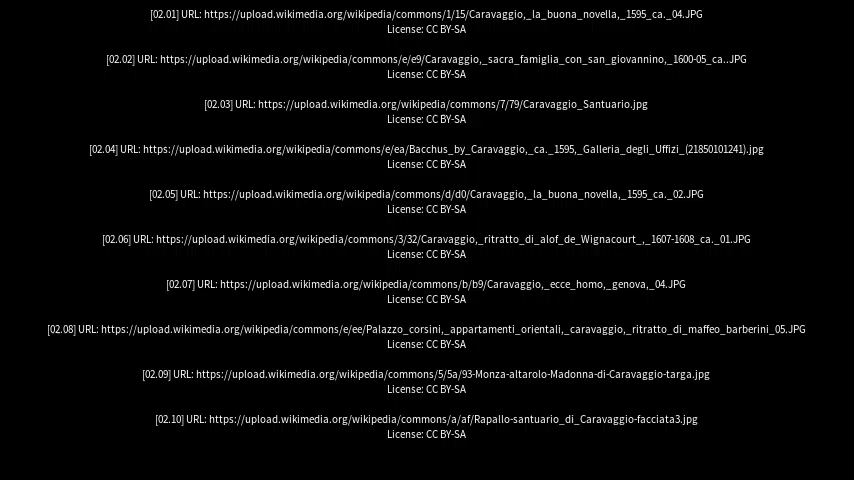 [02.01] URL: https://upload.wikimedia.org/wikipedia/commons/1/15/Caravaggio,_la_buona_novella,_1595_ca._04.JPG
License: CC BY-SA
[02.02] URL: https://upload.wikimedia.org/wikipedia/commons/e/e9/Caravaggio,_sacra_famiglia_con_san_giovannino,_1600-05_ca..JPG
License: CC BY-SA
[02.03] URL: https://upload.wikimedia.org/wikipedia/commons/7/79/Caravaggio_Santuario.jpg
License: CC BY-SA
[02.04] URL: https://upload.wikimedia.org/wikipedia/commons/e/ea/Bacchus_by_Caravaggio,_ca._1595,_Galleria_degli_Uffizi_(21850101241).jpg
License: CC BY-SA
[02.05] URL: https://upload.wikimedia.org/wikipedia/commons/d/d0/Caravaggio,_la_buona_novella,_1595_ca._02.JPG
License: CC BY-SA
[02.06] URL: https://upload.wikimedia.org/wikipedia/commons/3/32/Caravaggio,_ritratto_di_alof_de_Wignacourt_,_1607-1608_ca._01.JPG
License: CC BY-SA
[02.07] URL: https://upload.wikimedia.org/wikipedia/commons/b/b9/Caravaggio,_ecce_homo,_genova,_04.JPG
License: CC BY-SA
[02.08] URL: https://upload.wikimedia.org/wikipedia/commons/e/ee/Palazzo_corsini,_appartamenti_orientali,_caravaggio,_ritratto_di_maffeo_barberini_05.JPG
License: CC BY-SA
[02.09] URL: https://upload.wikimedia.org/wikipedia/commons/5/5a/93-Monza-altarolo-Madonna-di-Caravaggio-targa.jpg
License: CC BY-SA
[02.10] URL: https://upload.wikimedia.org/wikipedia/commons/a/af/Rapallo-santuario_di_Caravaggio-facciata3.jpg
License: CC BY-SA